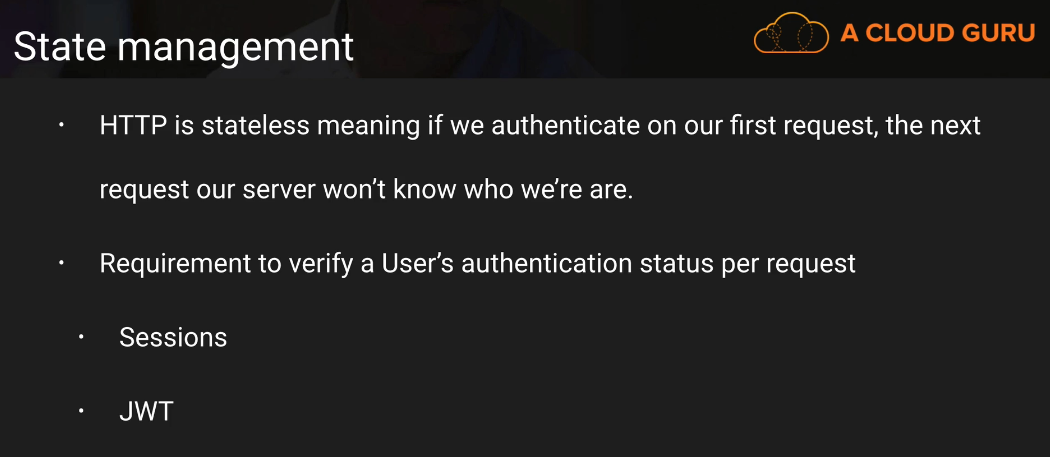 State management
A CLOUD GURU
· HTTP is stateless meaning if we authenticate on our first request, the next
request our server won’t know who we’re are.
· Requirement to verify a User’s authentication status per request
· Sessions
· JWT